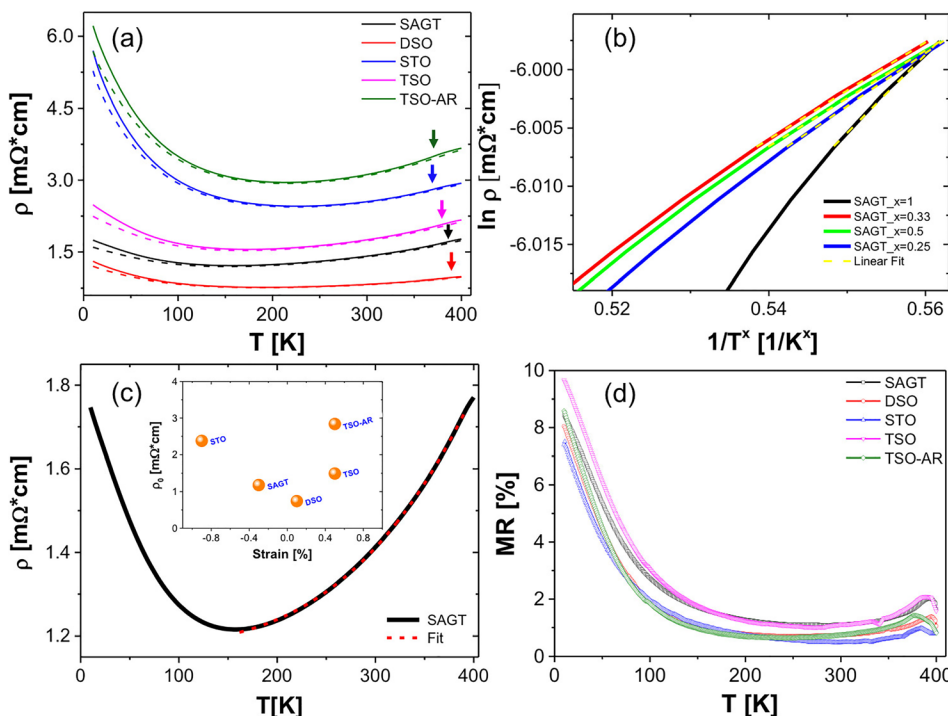 (a)
SAGT
DSO
STO
TSO
TSO-AR
6.0
4.5
3.0
1.5
0
100
200
300
400
ρ [mΩ*cm]
T [K]
(b)
-6.000
-6.005
-6.010
-6.015
0.52
0.54
0.56
ln ρ [mΩ*cm]
1/Tˣ [1/Kˣ]
SAGT_x=1
SAGT_x=0.33
SAGT_x=0.5
SAGT_x=0.25
Linear Fit
(c)
1.8
1.6
1.4
1.2
0
100
200
300
400
ρ [mΩ*cm]
T[K]
SAGT
Fit
4
3
2
1
0
-0.8
-0.4
0.0
0.4
0.8
ρ₀ [mΩ*cm]
Strain [%]
STO
SAGT
DSO
TSO
TSO-AR
(d)
10
8
6
4
2
0
0
100
200
300
400
MR [%]
T [K]
SAGT
DSO
STO
TSO
TSO-AR